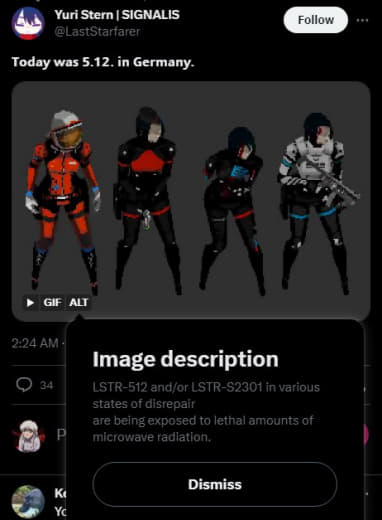 Yuri Stern | SIGNALIS
@LastStarfarer
Follow
Today was 5.12. in Germany.
GIF
ALT
2:24 AM ·
34
Image description
LSTR-512 and/or LSTR-S2301 in various
states of disrepair
are being exposed to lethal amounts of
microwave radiation.
Dismiss